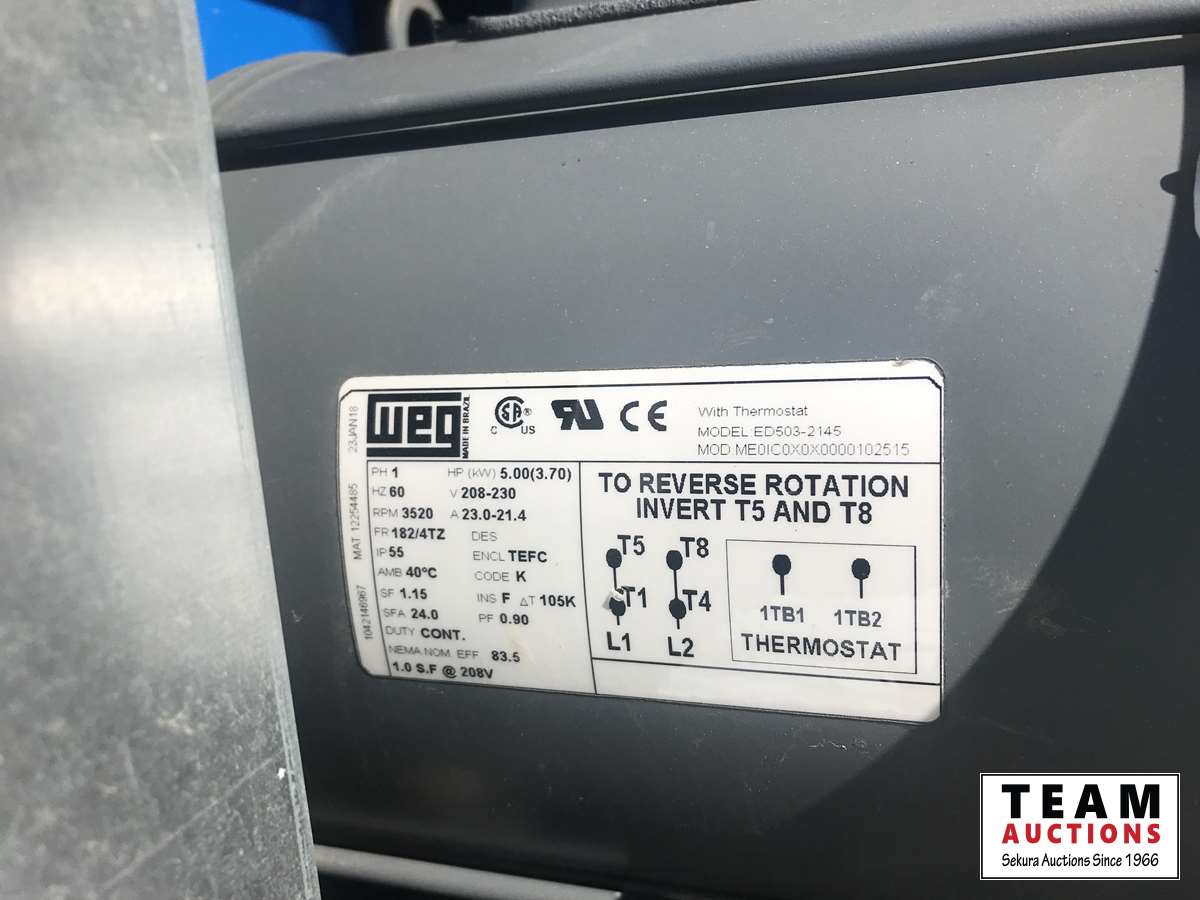 23JAN18
MAT 12254485
1042146967
WEG
MADE IN BRAZIL
CSA ®
C US
RU CE
With Thermostat
MODEL:ED503-2145
MOD ME0IC0X0X0000102515
PH 1 HP (kW) 5.00(3.70)
HZ 60 V 208-230
RPM 3520 A 23.0-21.4
FR 182/4TZ DES
IP 55 ENCL TEFC
AMB 40°C CODE K
SF 1.15 INS F ΔT 105K
SFA 24.0 PF 0.90
DUTY CONT.
NEMA NOM. EFF 83.5
1.0 S.F @ 208V
TO REVERSE ROTATION
INVERT T5 AND T8
T5 T8
T1 T4
L1 L2
1TB1 1TB2
THERMOSTAT
TEAM
AUCTIONS
Sekura Auctions Since 1966